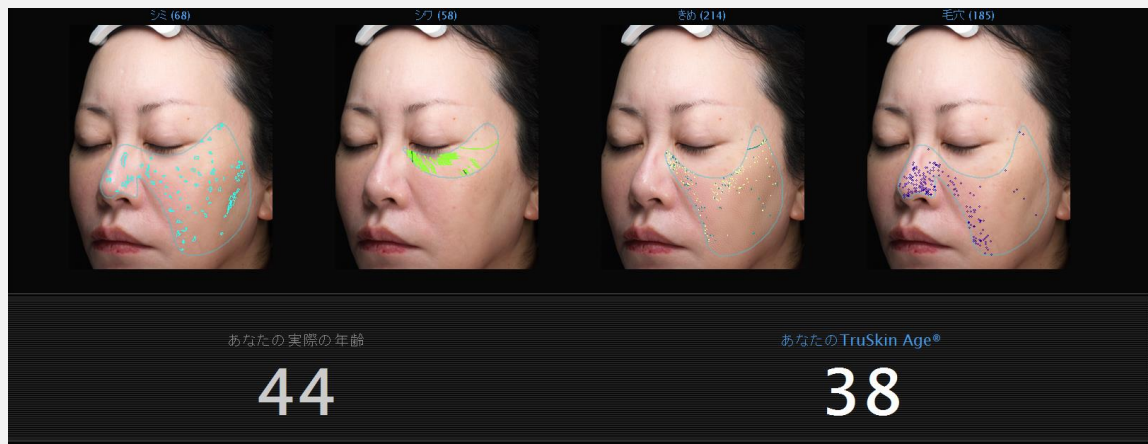 シミ (68)
シワ (58)
きめ (214)
毛穴 (185)
あなたの実際の年齢
あなたのTruSkin Age®
44
38